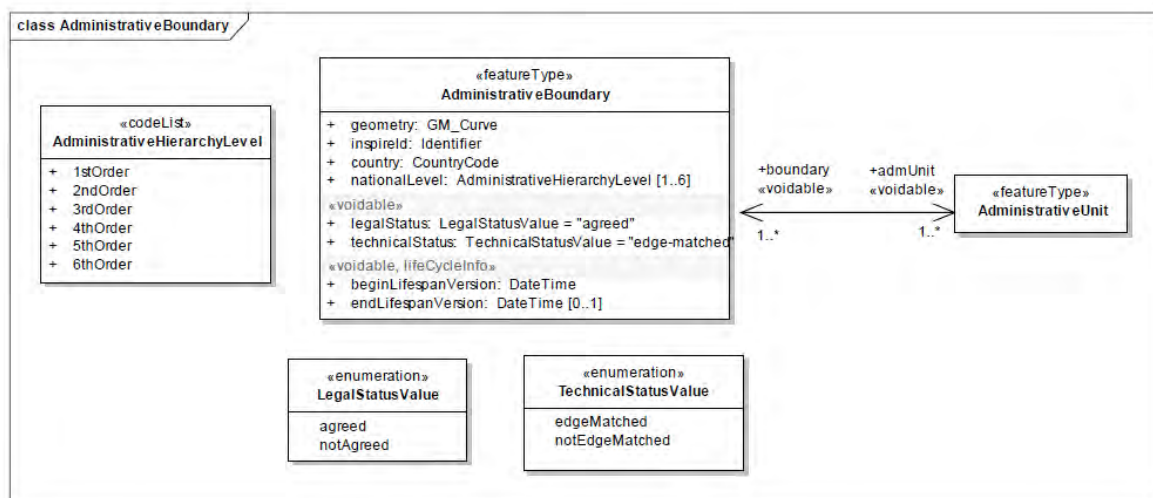 class AdministrativeBoundary
«codeList»
AdministrativeHierarchyLevel
+ 1stOrder
+ 2ndOrder
+ 3rdOrder
+ 4thOrder
+ 5thOrder
+ 6thOrder
«featureType»
AdministrativeBoundary
+ geometry: GM_Curve
+ inspireId: Identifier
+ country: CountryCode
+ nationalLevel: AdministrativeHierarchyLevel [1..6]
«voidable»
+ legalStatus: LegalStatusValue = "agreed"
+ technicalStatus: TechnicalStatusValue = "edge-matched"
«voidable, lifeCycleInfo»
+ beginLifespanVersion: DateTime
+ endLifespanVersion: DateTime [0..1]
+boundary
«voidable»
1..*
+admUnit
«voidable»
1..*
«featureType»
AdministrativeUnit
«enumeration»
LegalStatusValue
agreed
notAgreed
«enumeration»
TechnicalStatusValue
edgeMatched
notEdgeMatched